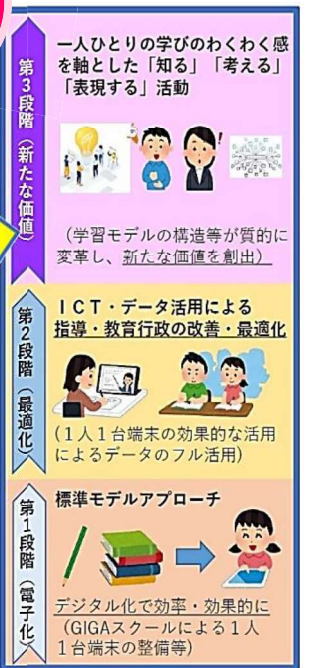 第3段階（新たな価値）
一人ひとりの学びのわくわく感
を軸とした「知る」「考える」
「表現する」活動
（学習モデルの構造等が質的に
変革し、新たな価値を創出）
第2段階（最適化）
ＩＣＴ・データ活用による
指導・教育行政の改善・最適化
（１人１台端末の効果的な活用
によるデータのフル活用）
第1段階（電子化）
標準モデルアプローチ
デジタル化で効率・効果的に
（GIGAスクールによる１人
１台端末の整備等）